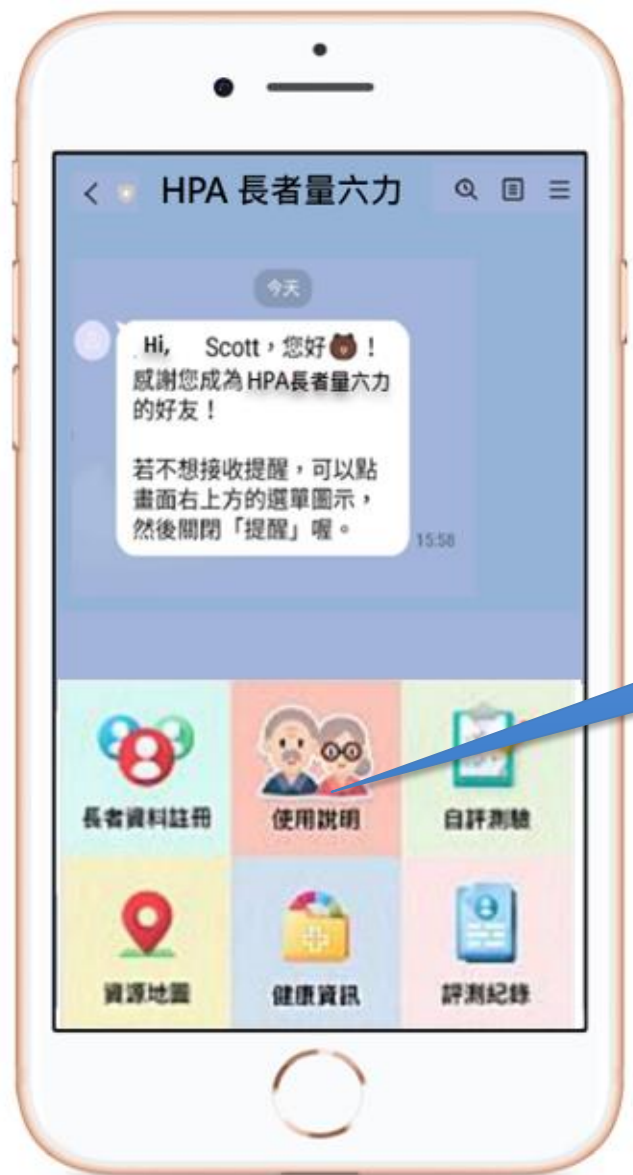 HPA 長者量六力
今天
Hi, Scott，您好！
感謝您成為HPA長者量六力
的好友！
若不想接收提醒，可以點
畫面右上方的選單圖示，
然後關閉「提醒」喔。
15:58
長者資料註冊
使用說明
自評測驗
資源地圖
健康資訊
評測紀錄